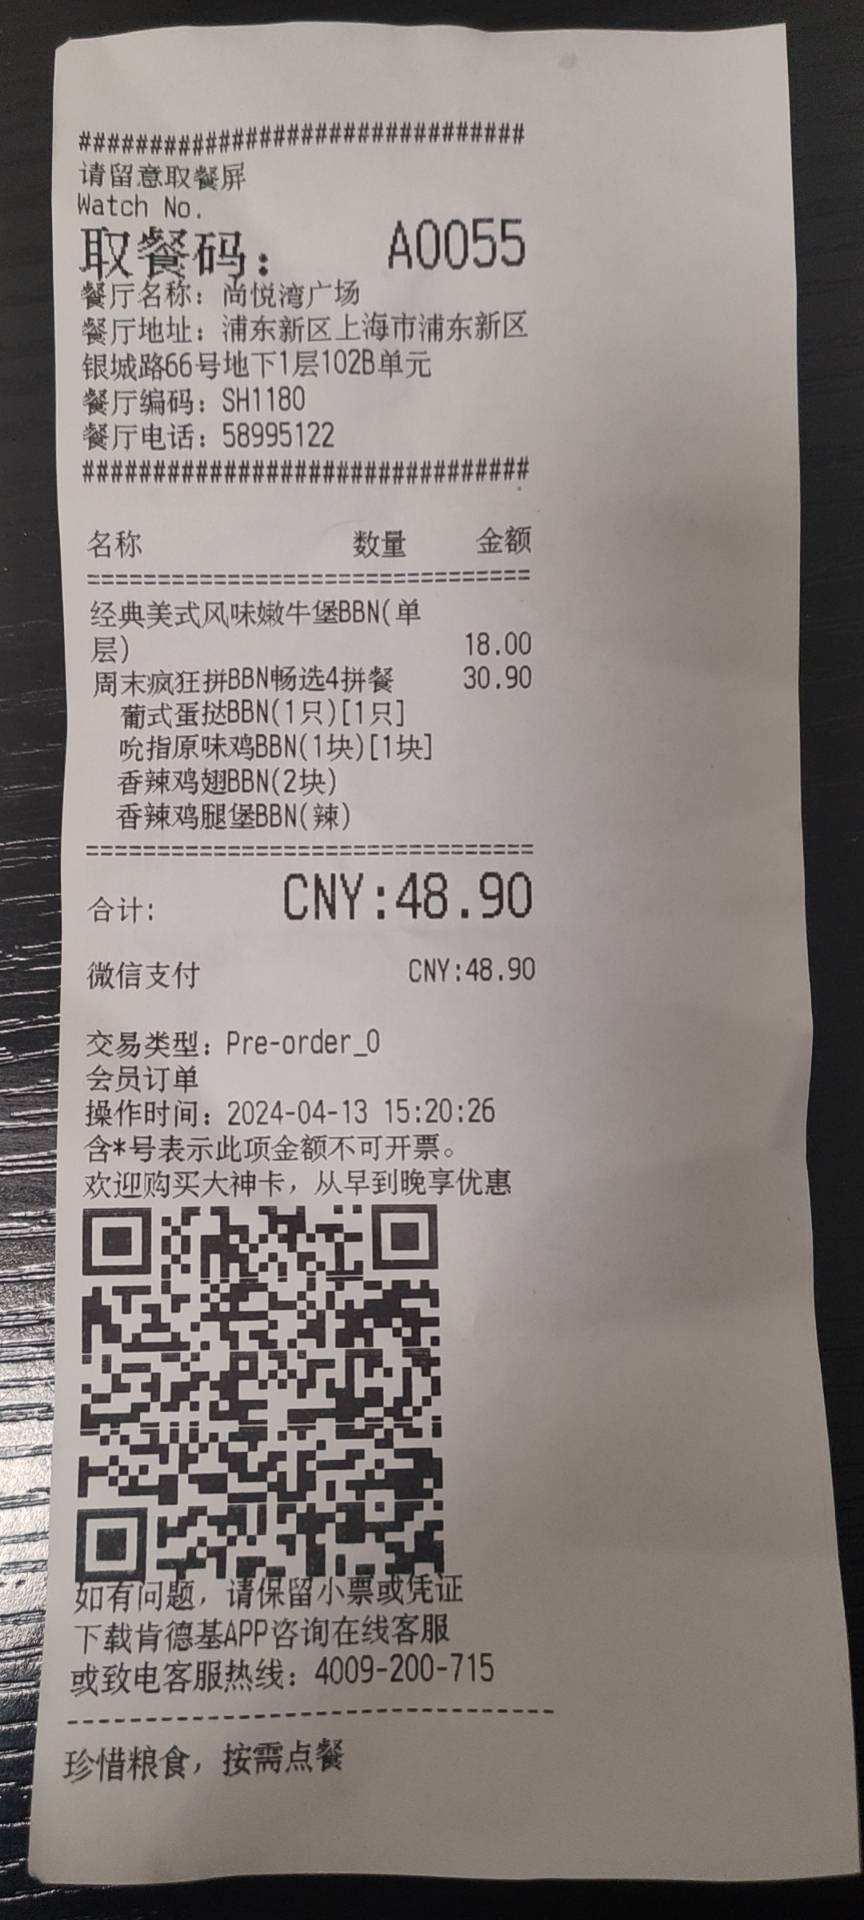 ################################
请留意取餐屏
Watch No.
取餐码： A0055
餐厅名称：尚悦湾广场
餐厅地址：浦东新区上海市浦东新区
银城路66号地下1层102B单元
餐厅编码：SH1180
餐厅电话：58995122
################################
名称 数量 金额
================================
经典美式风味嫩牛堡BBN(单
层) 18.00
周末疯狂拼BBN畅选4拼餐 30.90
葡式蛋挞BBN(1只)[1只]
吮指原味鸡BBN(1块)[1块]
香辣鸡翅BBN(2块)
香辣鸡腿堡BBN(辣)
================================
合计: CNY:48.90
微信支付 CNY:48.90
交易类型：Pre-order_0
会员订单
操作时间：2024-04-13 15:20:26
含*号表示此项金额不可开票。
欢迎购买大神卡，从早到晚享优惠
如有问题，请保留小票或凭证
下载肯德基APP咨询在线客服
或致电客服热线：4009-200-715
--------------------------------
珍惜粮食，按需点餐